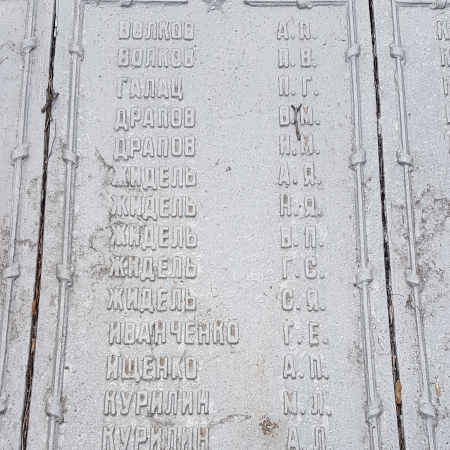 ВОЛКОВ А.П.
ВОЛКОВ П.В.
ГАЛАЦ П.Г.
ДРАПОВ В.М.
ДРАПОВ И.И.
ЖИДЕЛЬ А.Я.
ЖИДЕЛЬ Н.Я.
ЖИДЕЛЬ В.П.
ЖИДЕЛЬ Г.С.
ЖИДЕЛЬ С.Я.
ИВАНЧЕНКО Г.Е.
ИЩЕНКО А.П.
КУРИЛИН М.Л.
КУРИЛИН А.Л.